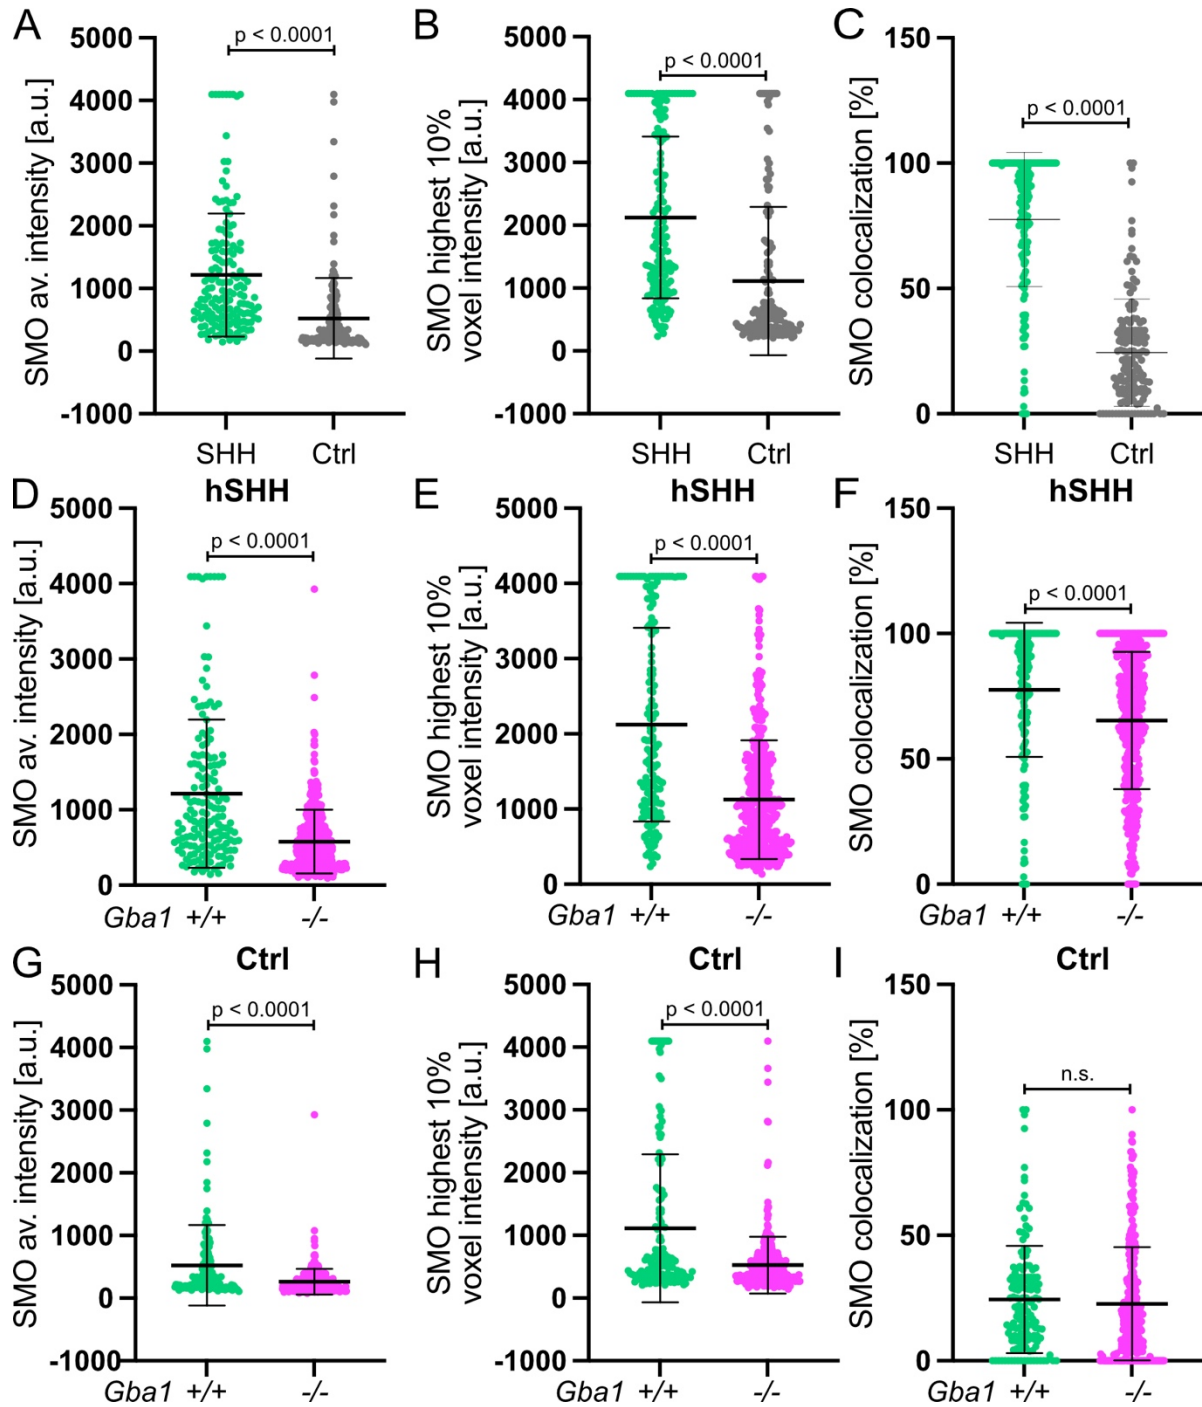 A
SMO av. intensity [a.u.]
5000
4000
3000
2000
1000
0
-1000
p < 0.0001
SHH Ctrl
B
SMO highest 10%
voxel intensity [a.u.]
5000
4000
3000
2000
1000
0
-1000
p < 0.0001
SHH Ctrl
C
SMO colocalization [%]
150
100
50
0
p < 0.0001
SHH Ctrl
D
hSHH
SMO av. intensity [a.u.]
5000
4000
3000
2000
1000
0
p < 0.0001
Gba1 +/+ -/-
E
hSHH
SMO highest 10%
voxel intensity [a.u.]
5000
4000
3000
2000
1000
0
p < 0.0001
Gba1 +/+ -/-
F
hSHH
SMO colocalization [%]
150
100
50
0
p < 0.0001
Gba1 +/+ -/-
G
Ctrl
SMO av. intensity [a.u.]
5000
4000
3000
2000
1000
0
-1000
p < 0.0001
Gba1 +/+ -/-
H
Ctrl
SMO highest 10%
voxel intensity [a.u.]
5000
4000
3000
2000
1000
0
-1000
p < 0.0001
Gba1 +/+ -/-
I
Ctrl
SMO colocalization [%]
150
100
50
0
n.s.
Gba1 +/+ -/-